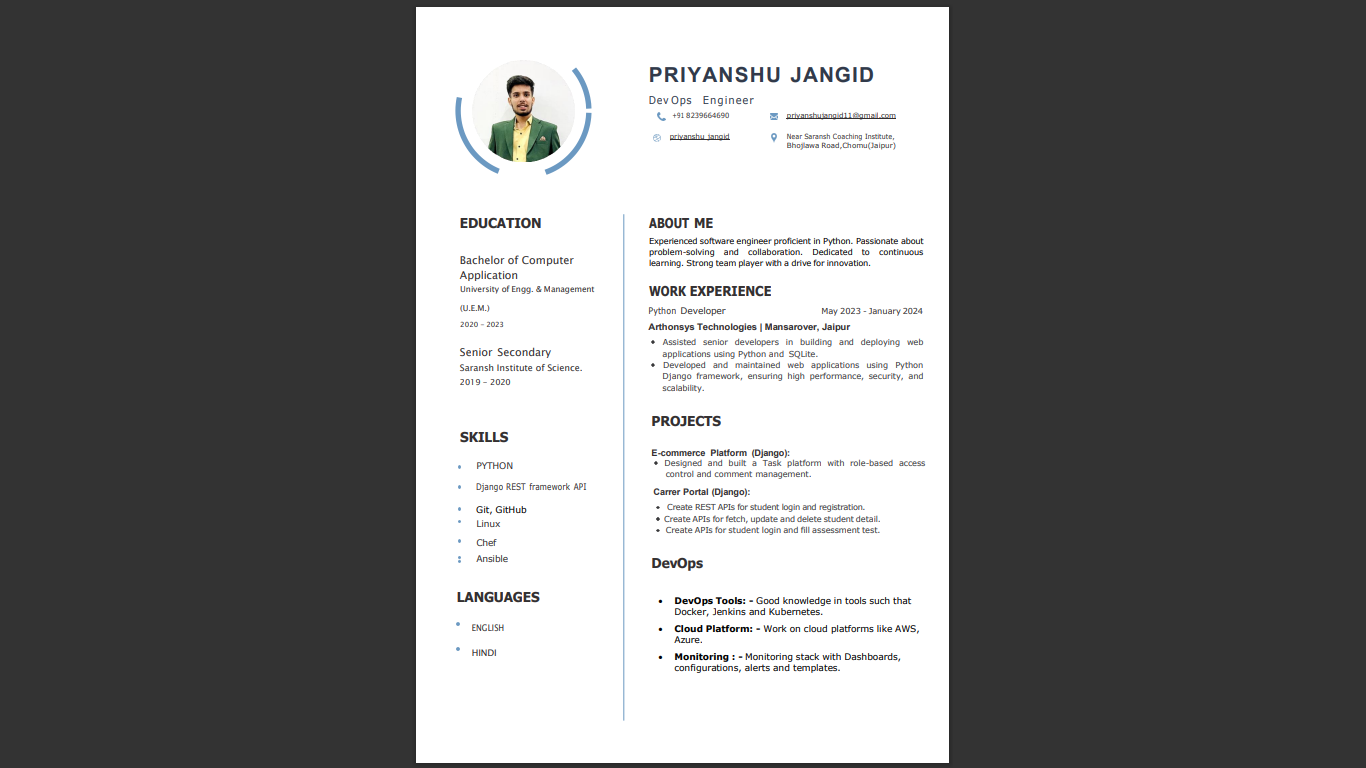 PRIYANSHU JANGID
DevOps Engineer
+91 8239664690
priyanshujangid11@gmail.com
priyanshu jangid
Near Saransh Coaching Institute,
Bhojlawa Road,Chomu(Jaipur)
EDUCATION
Bachelor of Computer
Application
University of Engg. & Management
(U.E.M.)
2020 - 2023
Senior Secondary
Saransh Institute of Science.
2019 - 2020
SKILLS
• PYTHON
• Django REST framework API
• Git, GitHub
• Linux
• Chef
• Ansible
LANGUAGES
• ENGLISH
• HINDI
ABOUT ME
Experienced software engineer proficient in Python. Passionate about
problem-solving and collaboration. Dedicated to continuous
learning. Strong team player with a drive for innovation.
WORK EXPERIENCE
Python Developer May 2023 - January 2024
Arthonsys Technologies | Mansarover, Jaipur
• Assisted senior developers in building and deploying web
applications using Python and SQLite.
• Developed and maintained web applications using Python
Django framework, ensuring high performance, security, and
scalability.
PROJECTS
E-commerce Platform (Django):
• Designed and built a Task platform with role-based access
control and comment management.
Carrer Portal (Django):
• Create REST APIs for student login and registration.
• Create APIs for fetch, update and delete student detail.
• Create APIs for student login and fill assessment test.
DevOps
• DevOps Tools: - Good knowledge in tools such that
Docker, Jenkins and Kubernetes.
• Cloud Platform: - Work on cloud platforms like AWS,
Azure.
• Monitoring : - Monitoring stack with Dashboards,
configurations, alerts and templates.